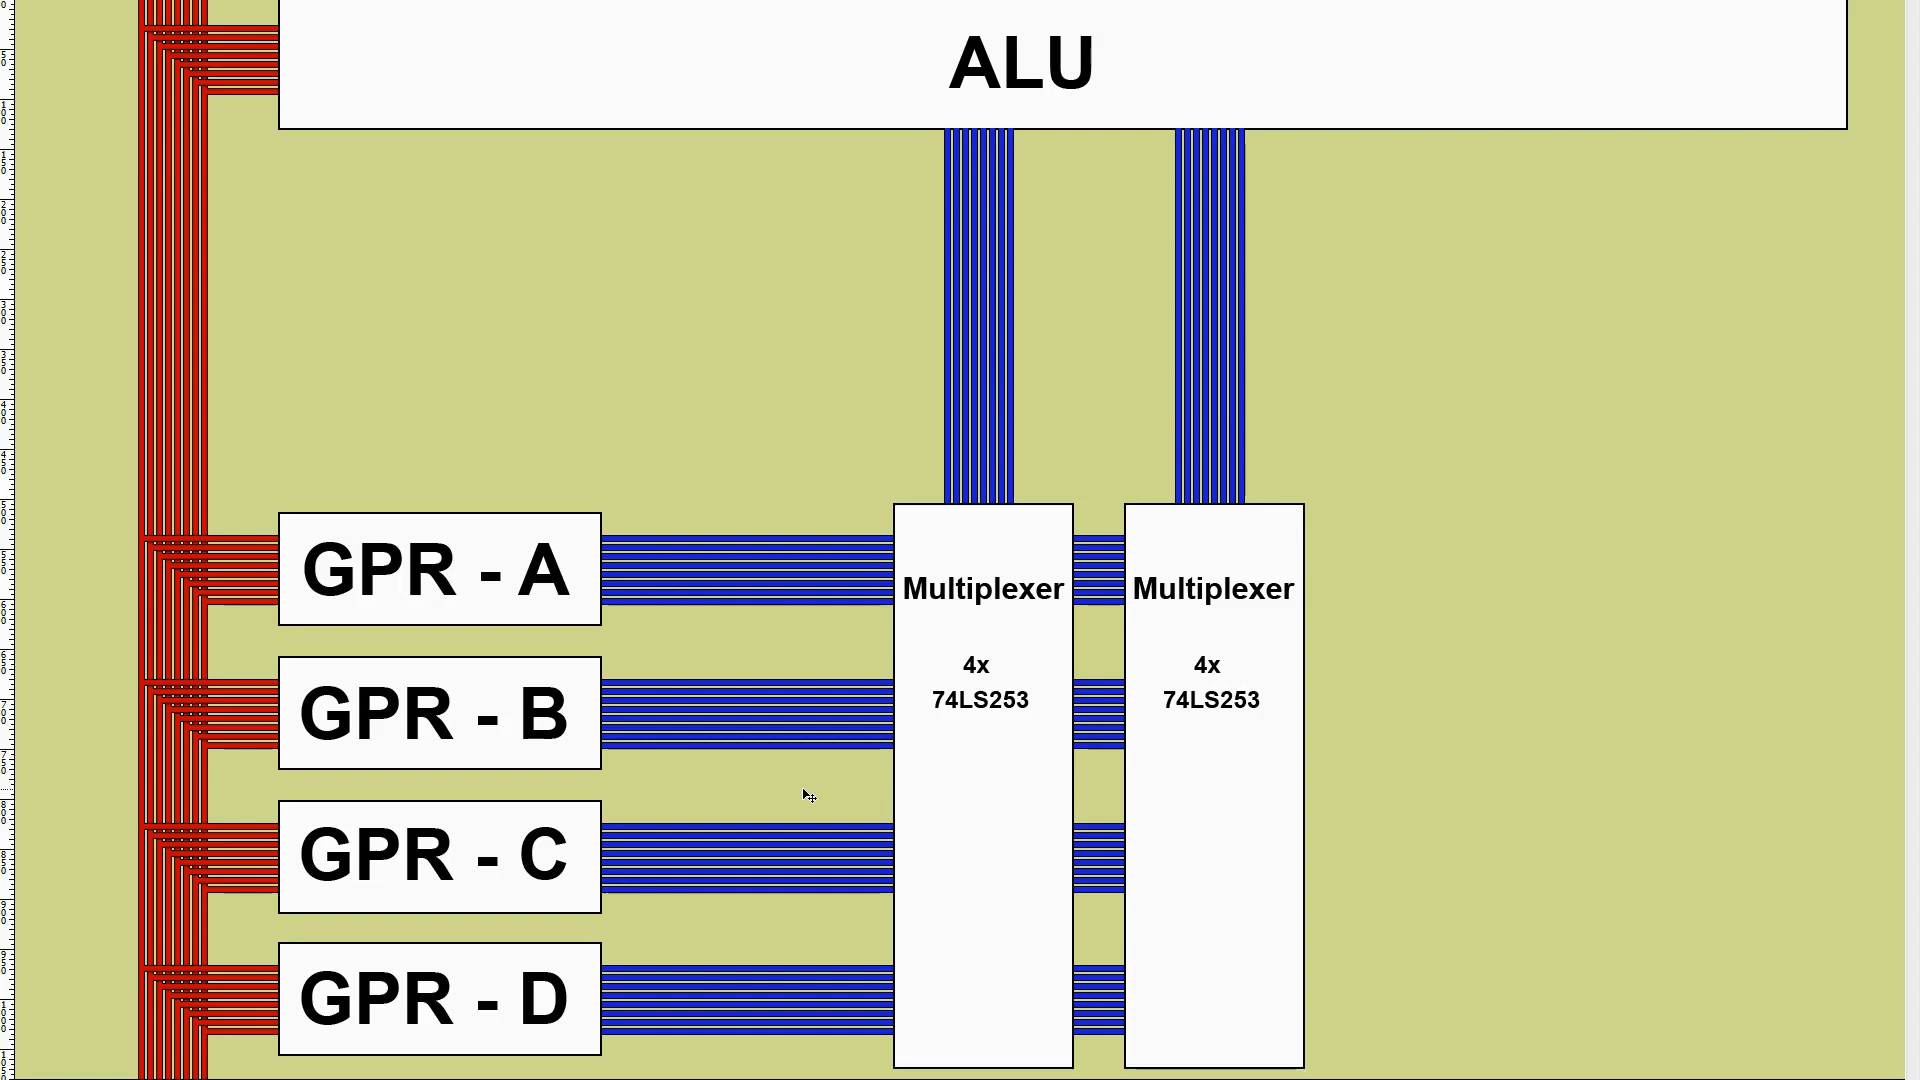 ALU
GPR - A
GPR - B
GPR - C
GPR - D
Multiplexer
4x
74LS253
Multiplexer
4x
74LS253